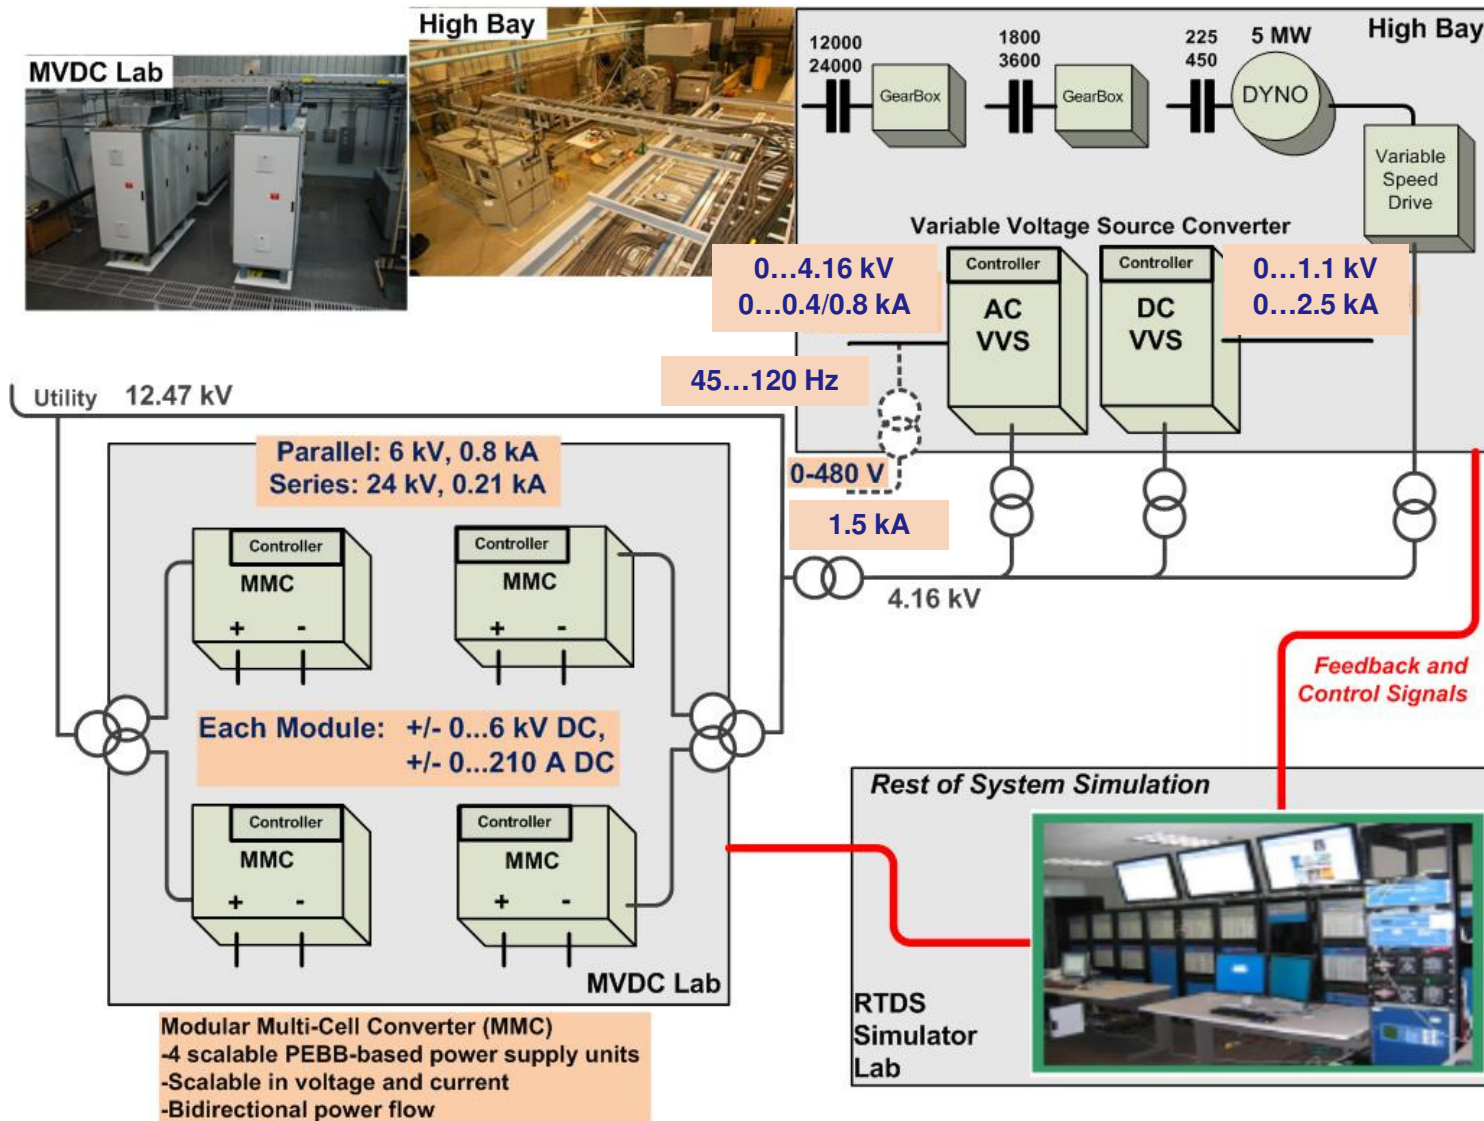 MVDC Lab
High Bay
High Bay
12000
24000
GearBox
1800
3600
GearBox
225
450
5 MW
DYNO
Variable
Speed
Drive
Variable Voltage Source Converter
0...4.16 kV
0...0.4/0.8 kA
Controller
AC
VVS
Controller
DC
VVS
0...1.1 kV
0...2.5 kA
45...120 Hz
0-480 V
1.5 kA
Utility 12.47 kV
4.16 kV
Parallel: 6 kV, 0.8 kA
Series: 24 kV, 0.21 kA
Controller
MMC
+ -
Controller
MMC
+ -
Each Module: +/- 0...6 kV DC,
+/- 0...210 A DC
Controller
MMC
+ -
Controller
MMC
+ -
MVDC Lab
Modular Multi-Cell Converter (MMC)
-4 scalable PEBB-based power supply units
-Scalable in voltage and current
-Bidirectional power flow
Feedback and
Control Signals
Rest of System Simulation
RTDS
Simulator
Lab